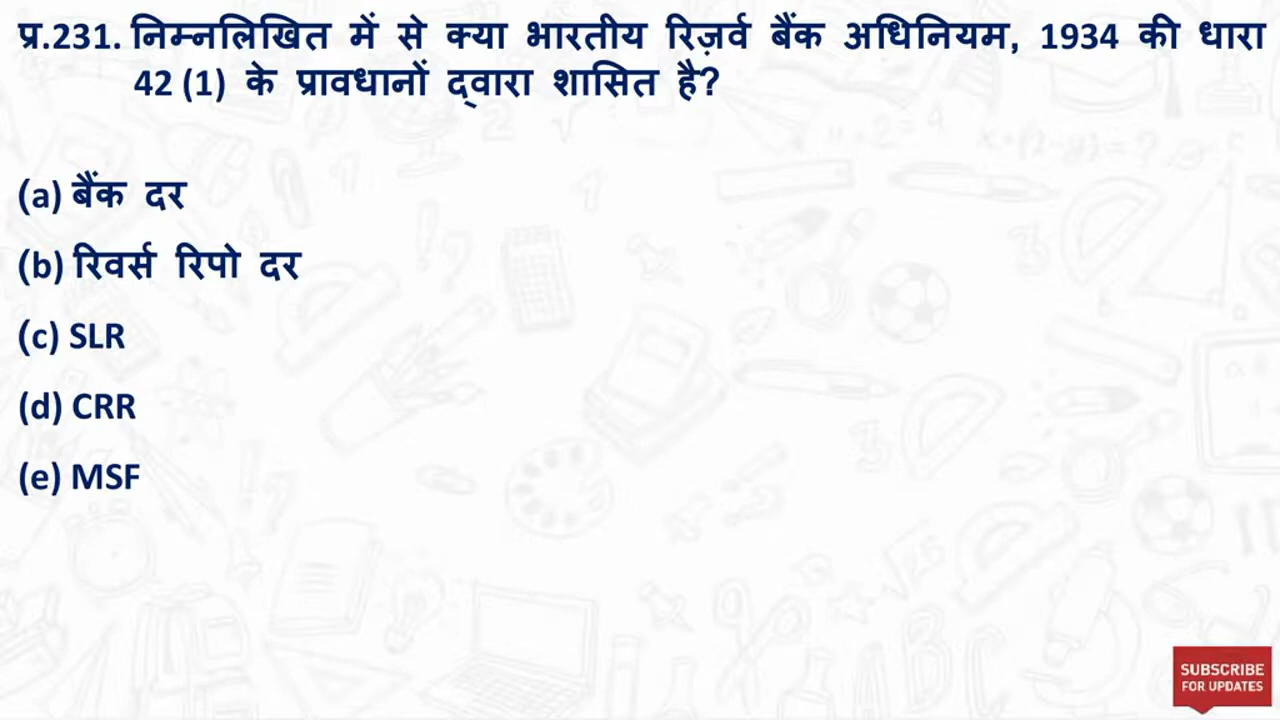 प्र.231. निम्नलिखित में से क्या भारतीय रिज़र्व बैंक अधिनियम, 1934 की धारा
42 (1) के प्रावधानों द्वारा शासित है?
(a) बैंक दर
(b) रिवर्स रिपो दर
(c) SLR
(d) CRR
(e) MSF
SUBSCRIBE
FOR UPDATES